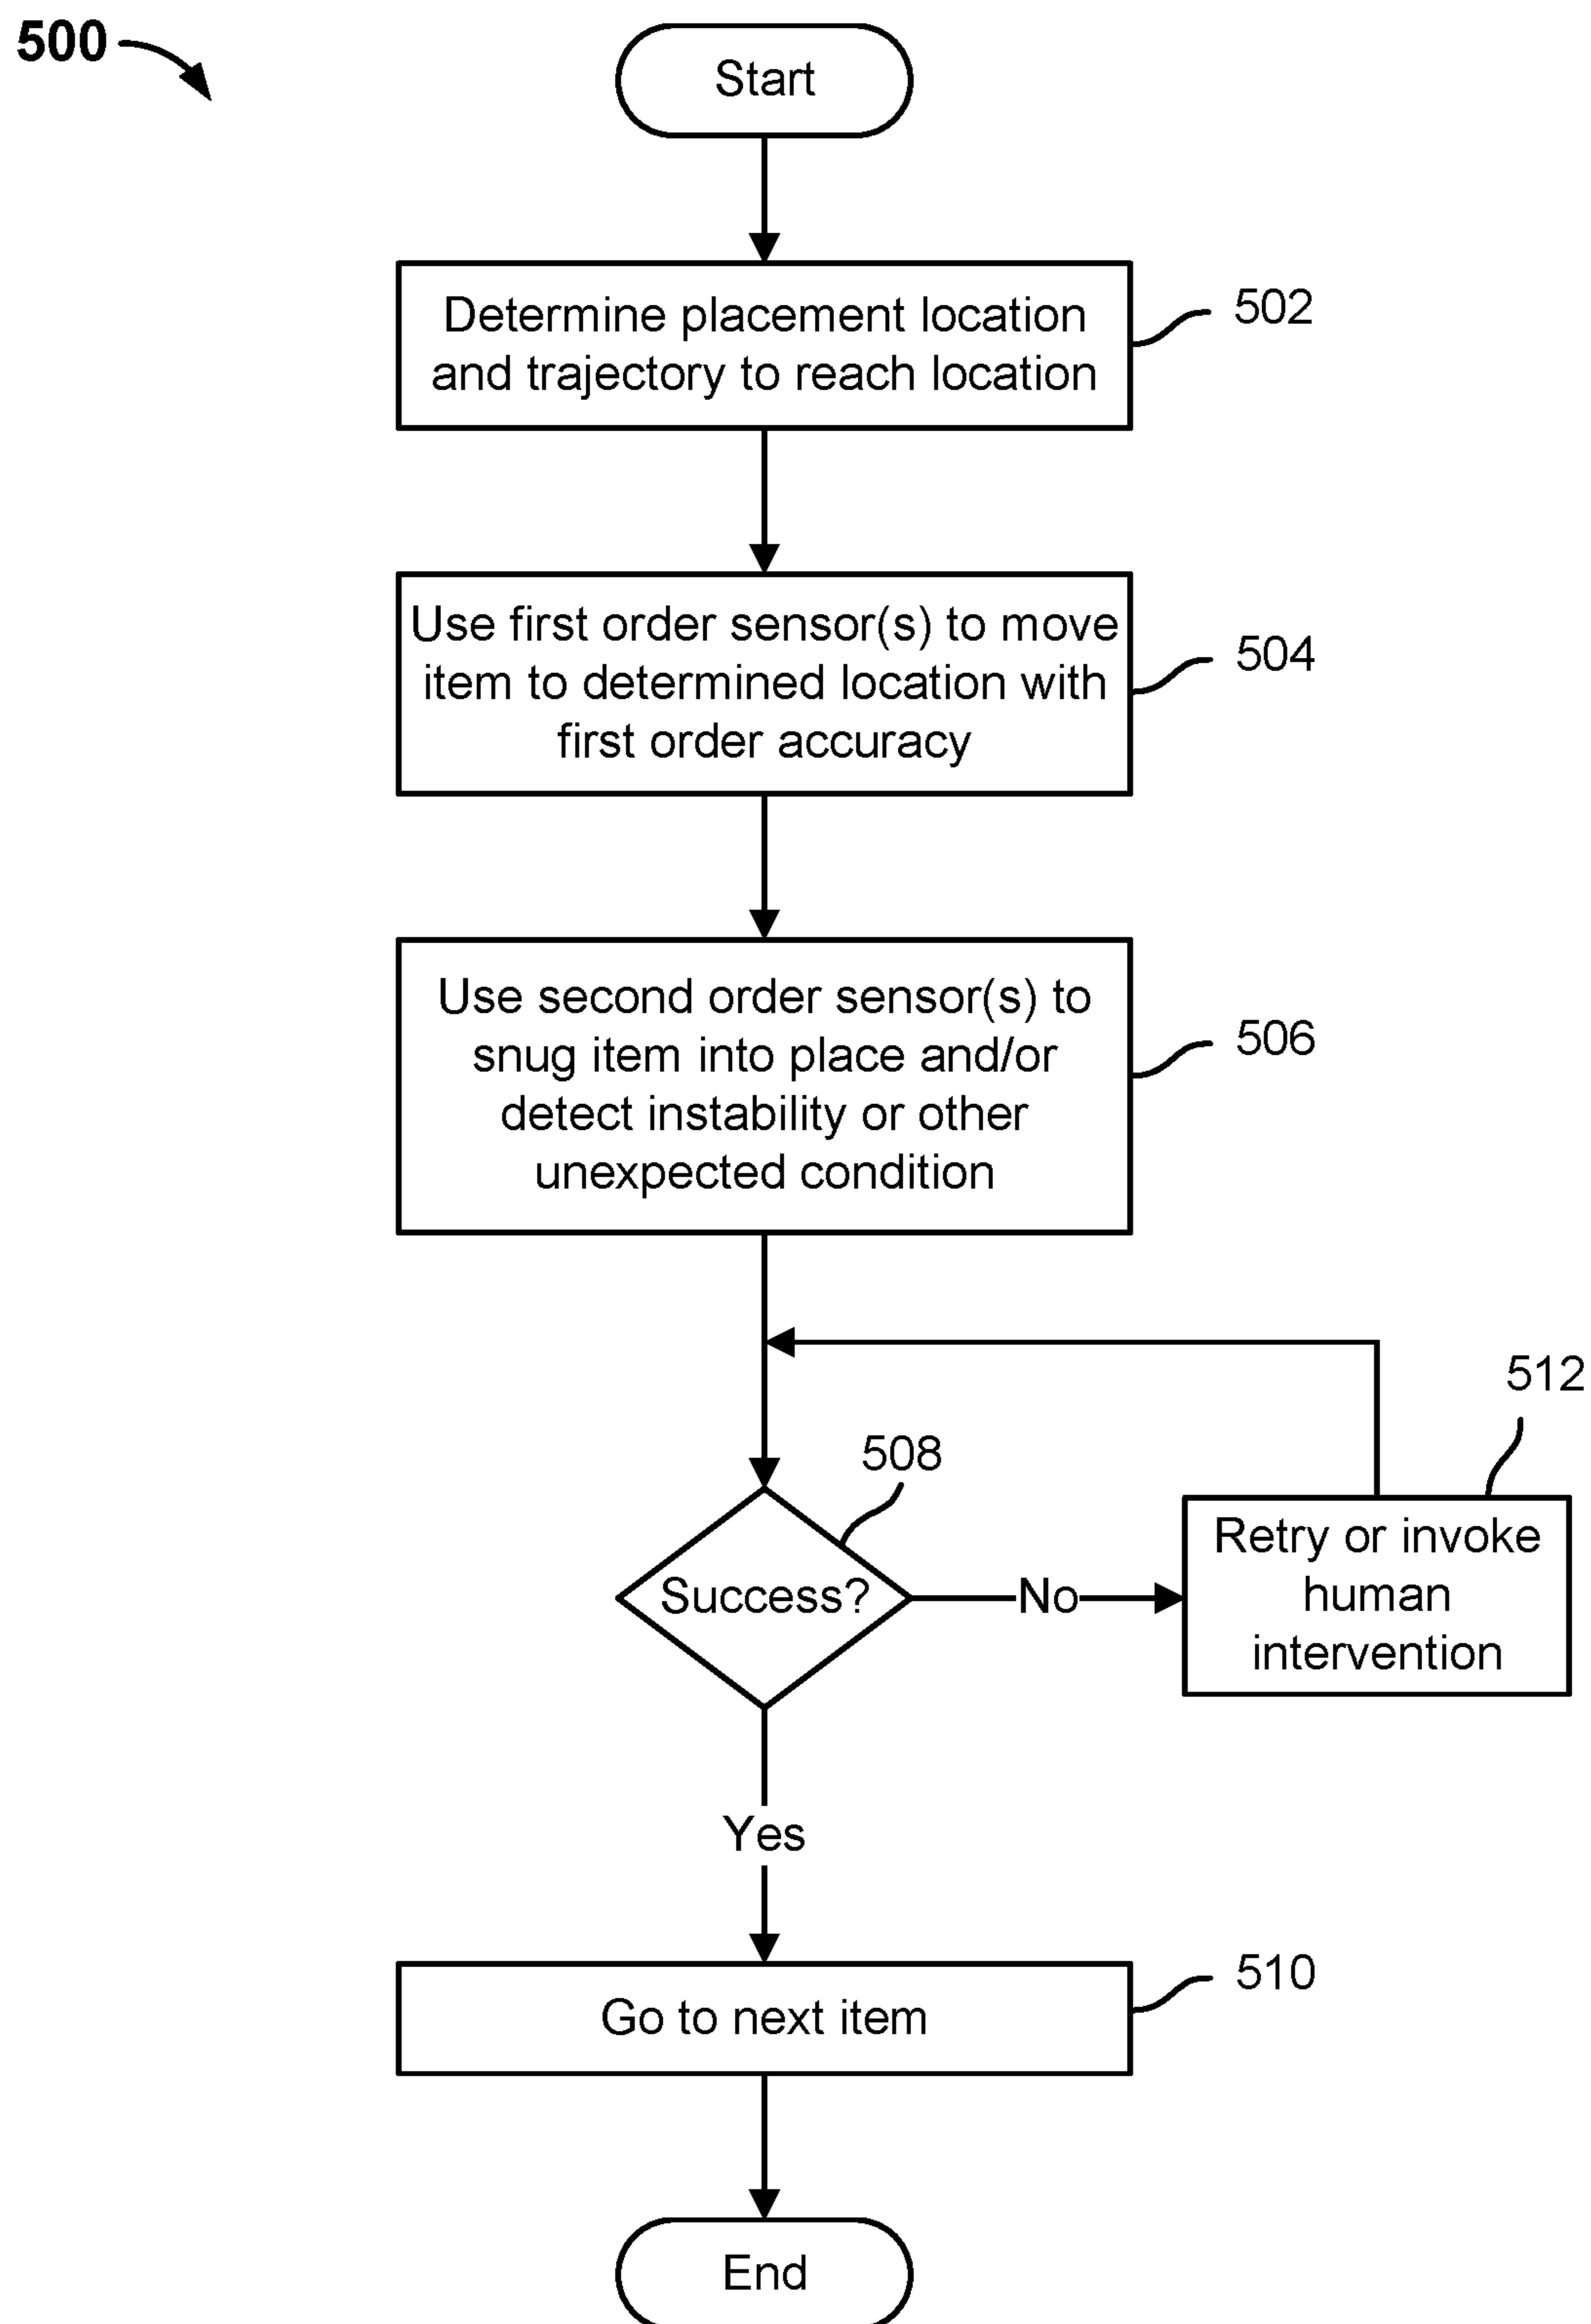 500
Start
Determine placement location
and trajectory to reach location
502
Use first order sensor(s) to move
item to determined location with
first order accuracy
504
Use second order sensor(s) to
snug item into place and/or
detect instability or other
unexpected condition
506
508
Success?
No
512
Retry or invoke
human
intervention
Yes
Go to next item
510
End